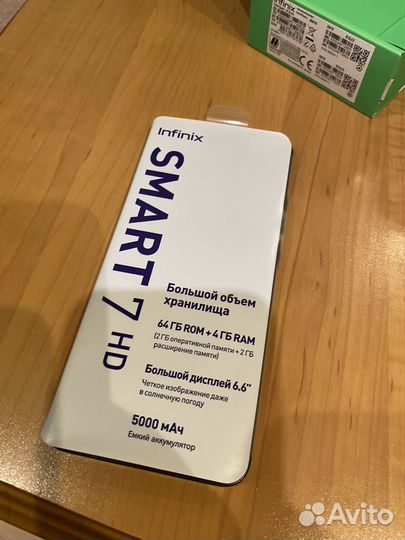 Infinix
SMART 7 HD
Большой объем
хранилища
64 ГБ ROM + 4 ГБ RAM
(2 ГБ оперативной памяти + 2 ГБ
расширение памяти)
Большой дисплей 6.6"
Четкое изображение даже
в солнечную погоду
5000 мАч
Емкий аккумулятор
Infinix
Avito